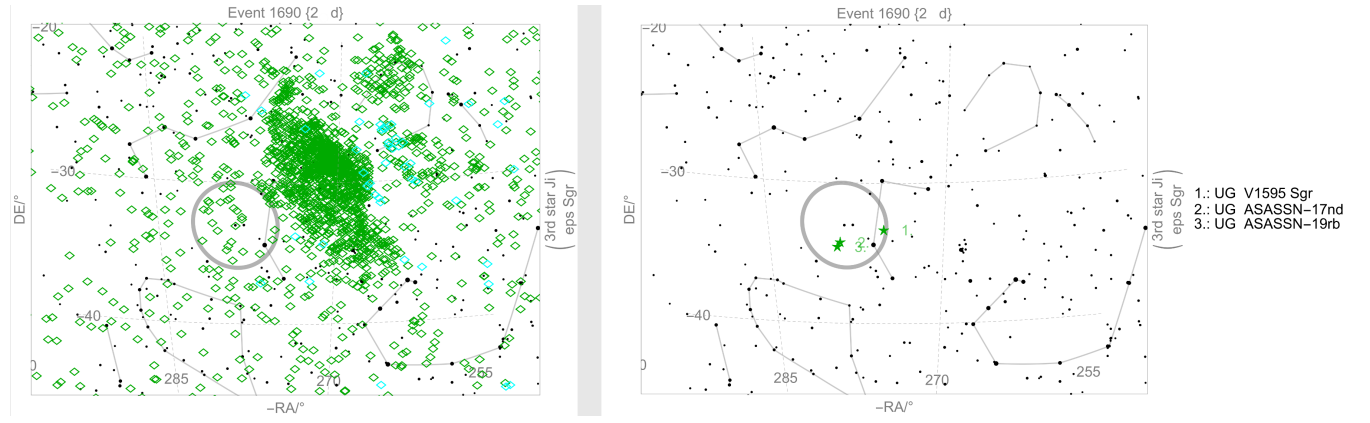 Event 1690 {2 d}
−20
−30
−40
0
285
270
255
DE/°
−RA/°
3rd star Ji
eps Sgr
Event 1690 {2 d}
−20
−30
−40
0
285
270
255
DE/°
−RA/°
3rd star Ji
eps Sgr
1.
2.
3.
1.: UG V1595 Sgr
2.: UG ASASSN−17nd
3.: UG ASASSN−19rb